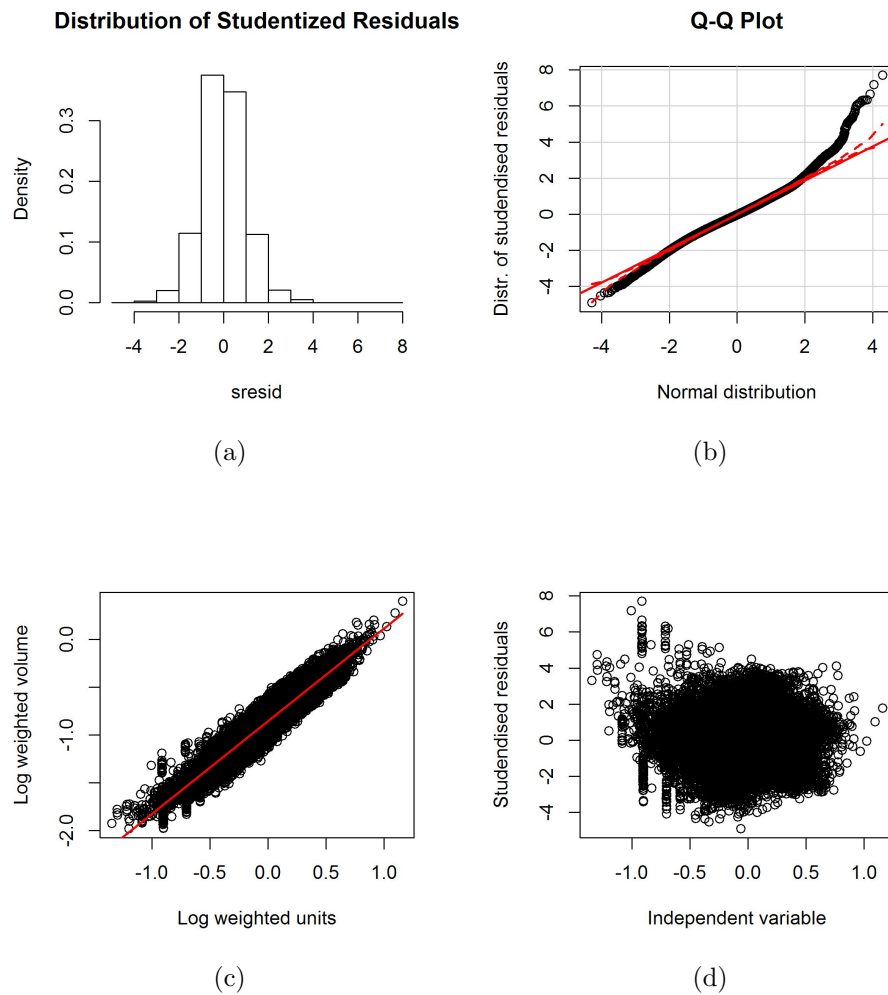 Distribution of Studentized Residuals
Density
0.0 0.1 0.3
-4 -2 0 2 4 6 8
sresid
(a)
Q-Q Plot
Distr. of studendised residuals
-4 -2 0 2 4 6 8
-4 -2 0 2 4
Normal distribution
(b)
Log weighted volume
-2.0 -1.0 0.0
-1.0 -0.5 0.0 0.5 1.0
Log weighted units
(c)
Studendised residuals
-4 -2 0 2 4 6 8
-1.0 -0.5 0.0 0.5 1.0
Independent variable
(d)